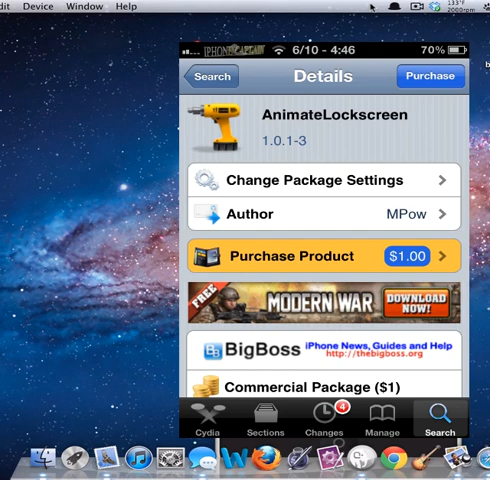 Device Window Help
133°F
2000rpm
6/10 - 4:46
70%
Search
Details
Purchase
AnimateLockscreen
1.0.1-3
Change Package Settings
Author
MPow
Purchase Product
$1.00
FREE
MODERN WAR
DOWNLOAD
NOW!
BigBoss
iPhone News, Guides and Help
http://thebigboss.org
Commercial Package ($1)
4
Cydia
Sections
Changes
Manage
Search